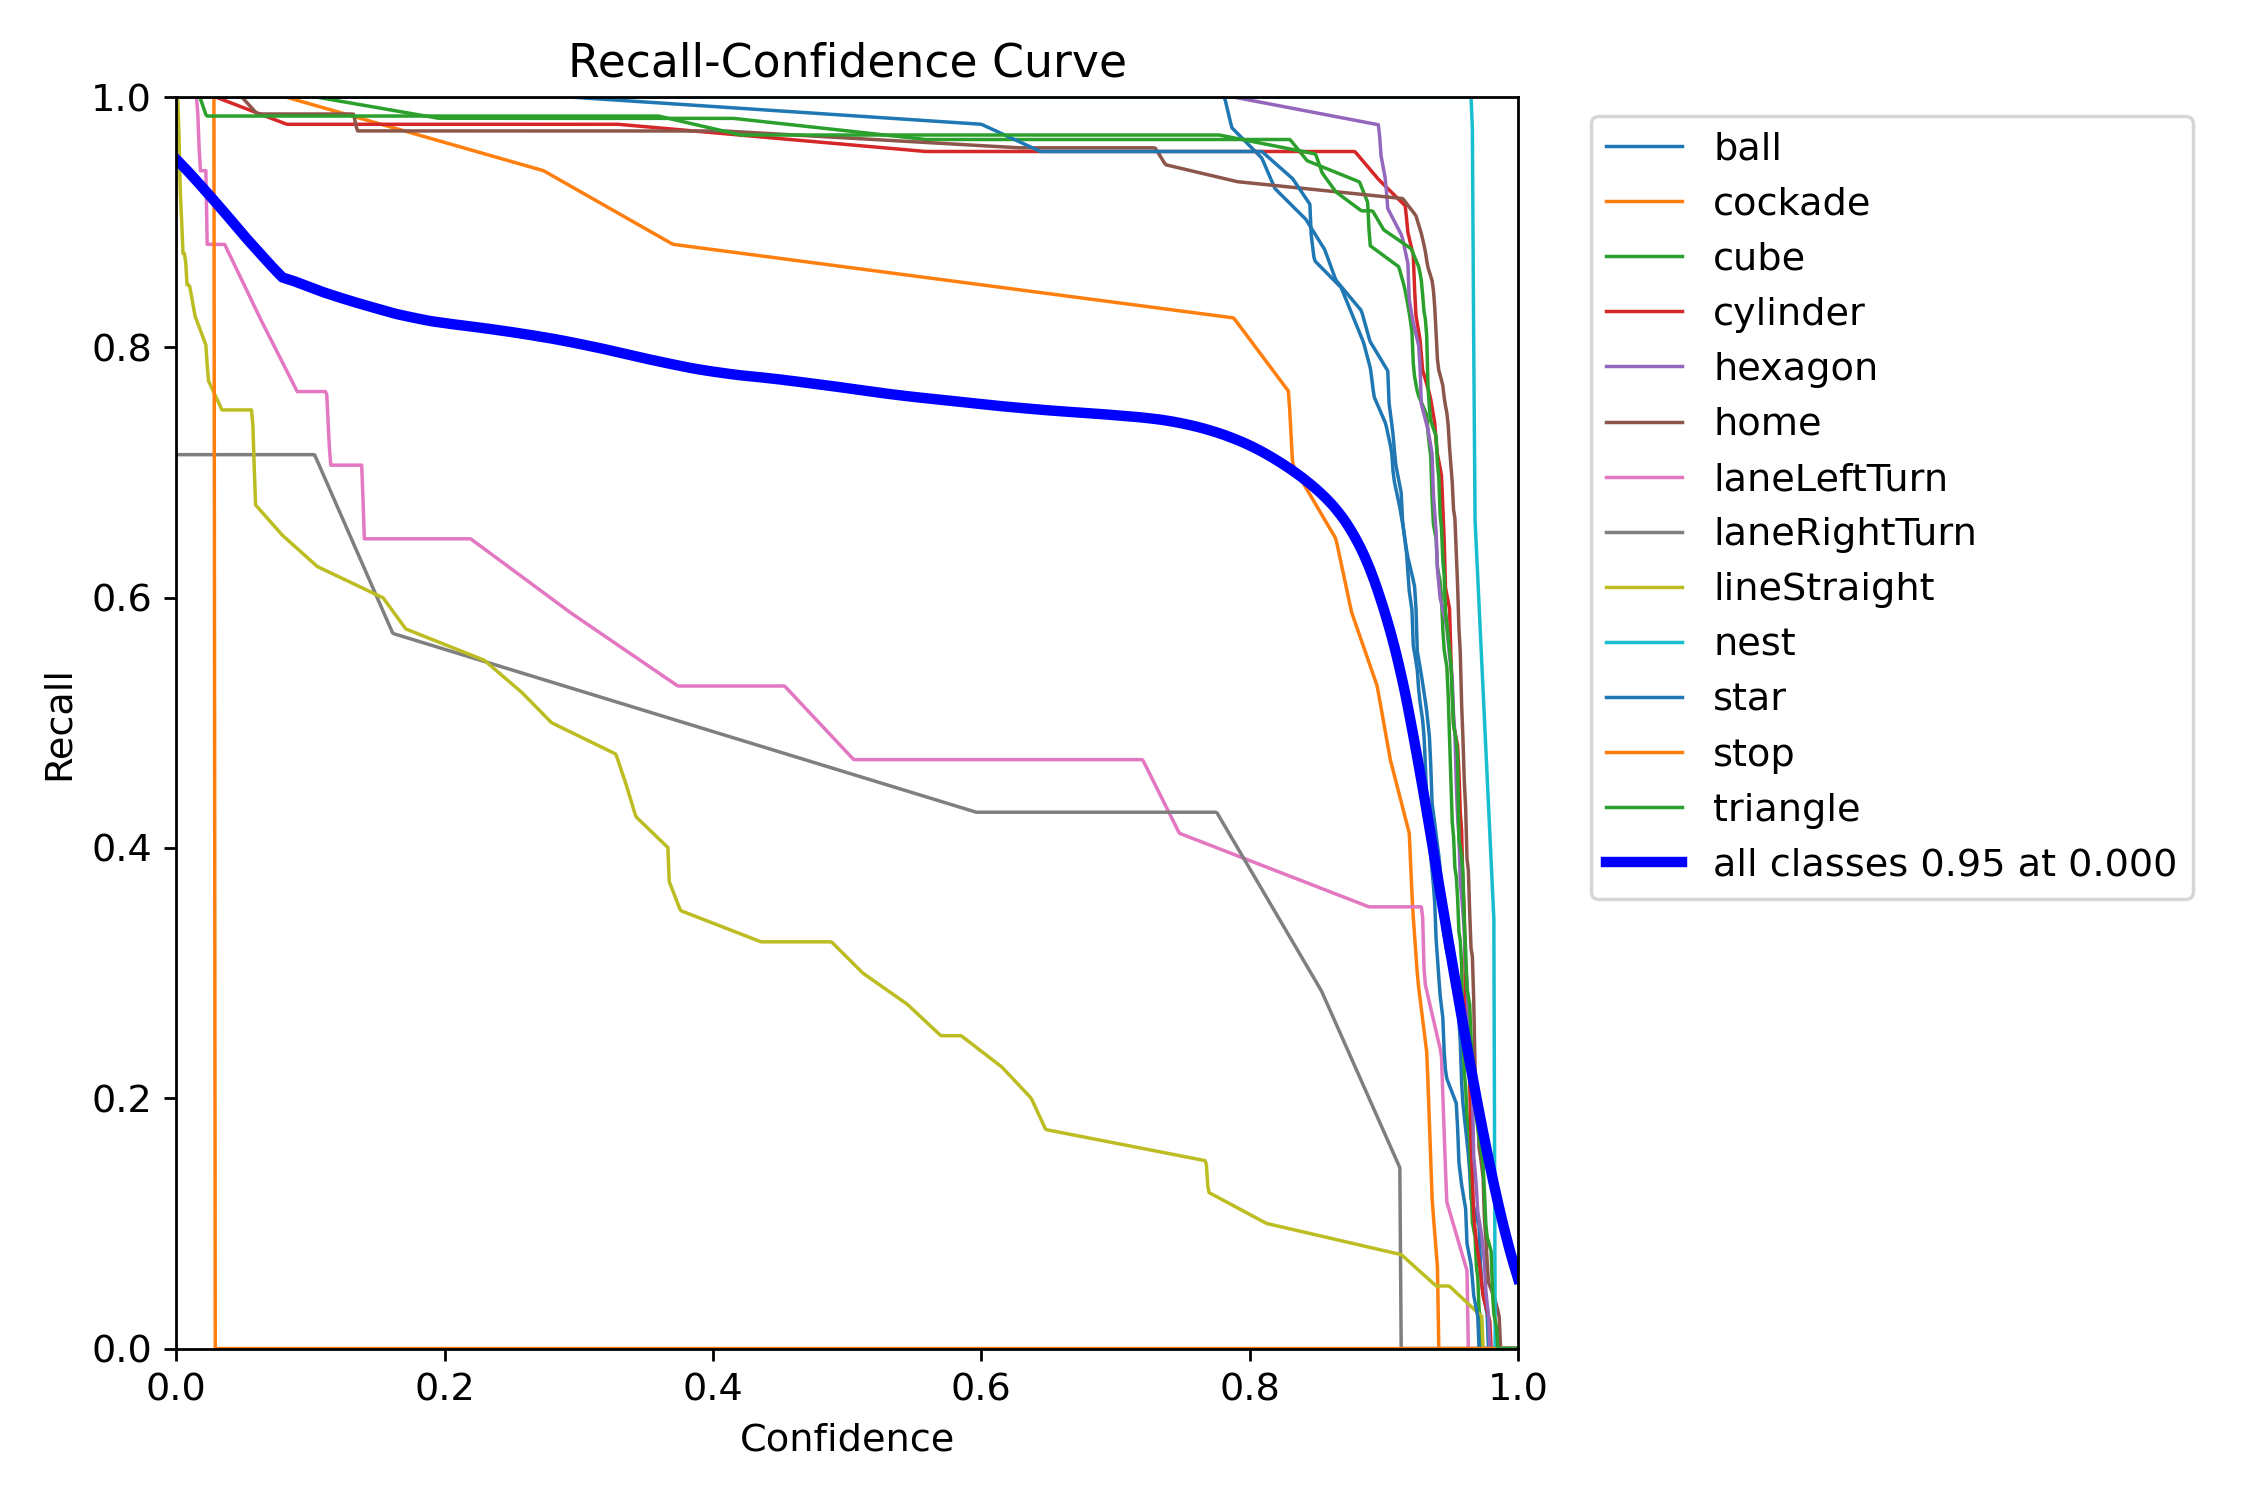 Recall-Confidence Curve
1.0
0.8
0.6
0.4
0.2
0.0
Recall
0.0 0.2 0.4 0.6 0.8 1.0
Confidence
ball
cockade
cube
cylinder
hexagon
home
laneLeftTurn
laneRightTurn
lineStraight
nest
star
stop
triangle
all classes 0.95 at 0.000